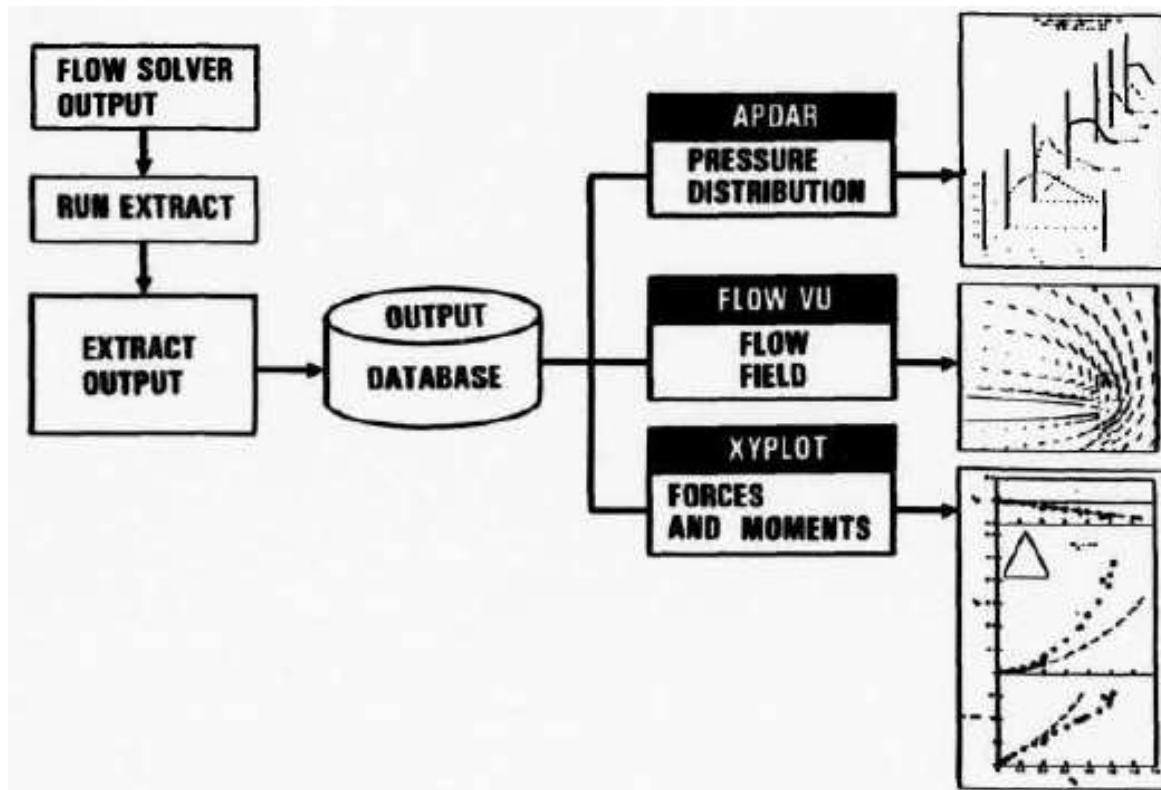 FLOW SOLVER
OUTPUT
RUN EXTRACT
EXTRACT
OUTPUT
OUTPUT
DATABASE
APDAR
PRESSURE
DISTRIBUTION
FLOW VU
FLOW
FIELD
XYPLOT
FORCES
AND MOMENTS